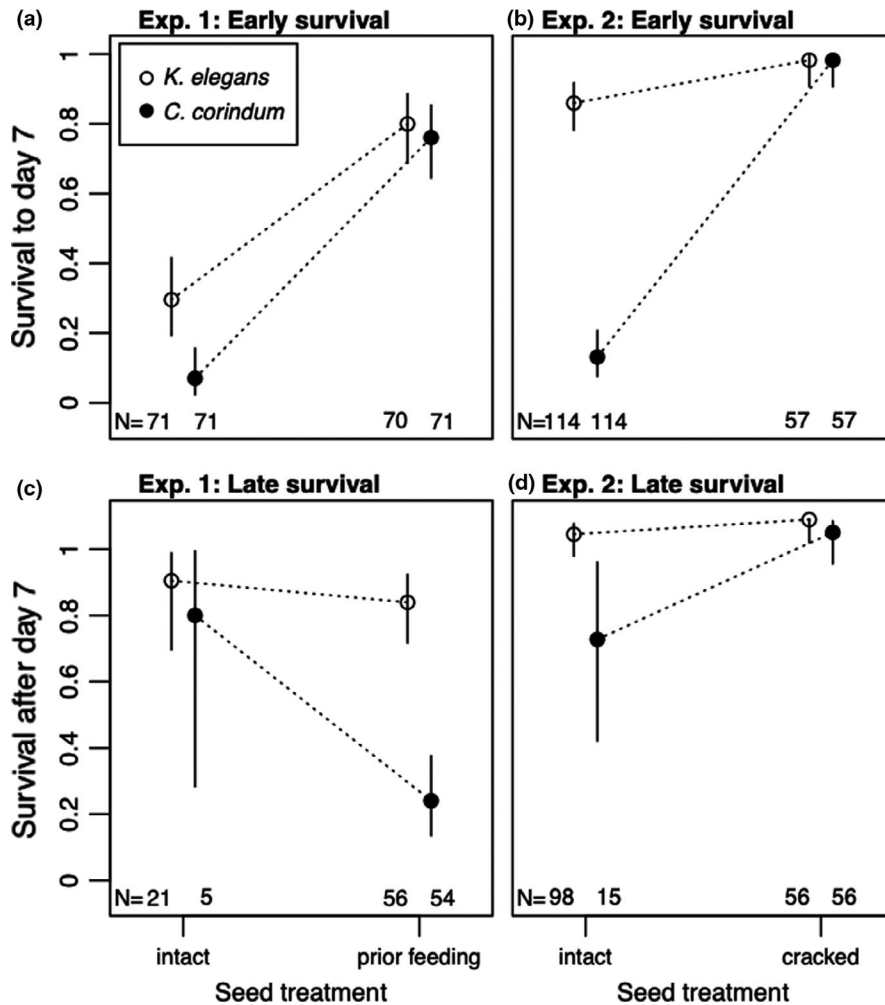 (a) Exp. 1: Early survival
K. elegans
C. corindum
Survival to day 7
1
0.8
0.6
0.4
0.2
0
N= 71 71 70 71
(b) Exp. 2: Early survival
N= 114 114 57 57
(c) Exp. 1: Late survival
Survival after day 7
1
0.8
0.6
0.4
0.2
0
N= 21 5 56 54
intact prior feeding
Seed treatment
(d) Exp. 2: Late survival
N= 98 15 56 56
intact cracked
Seed treatment